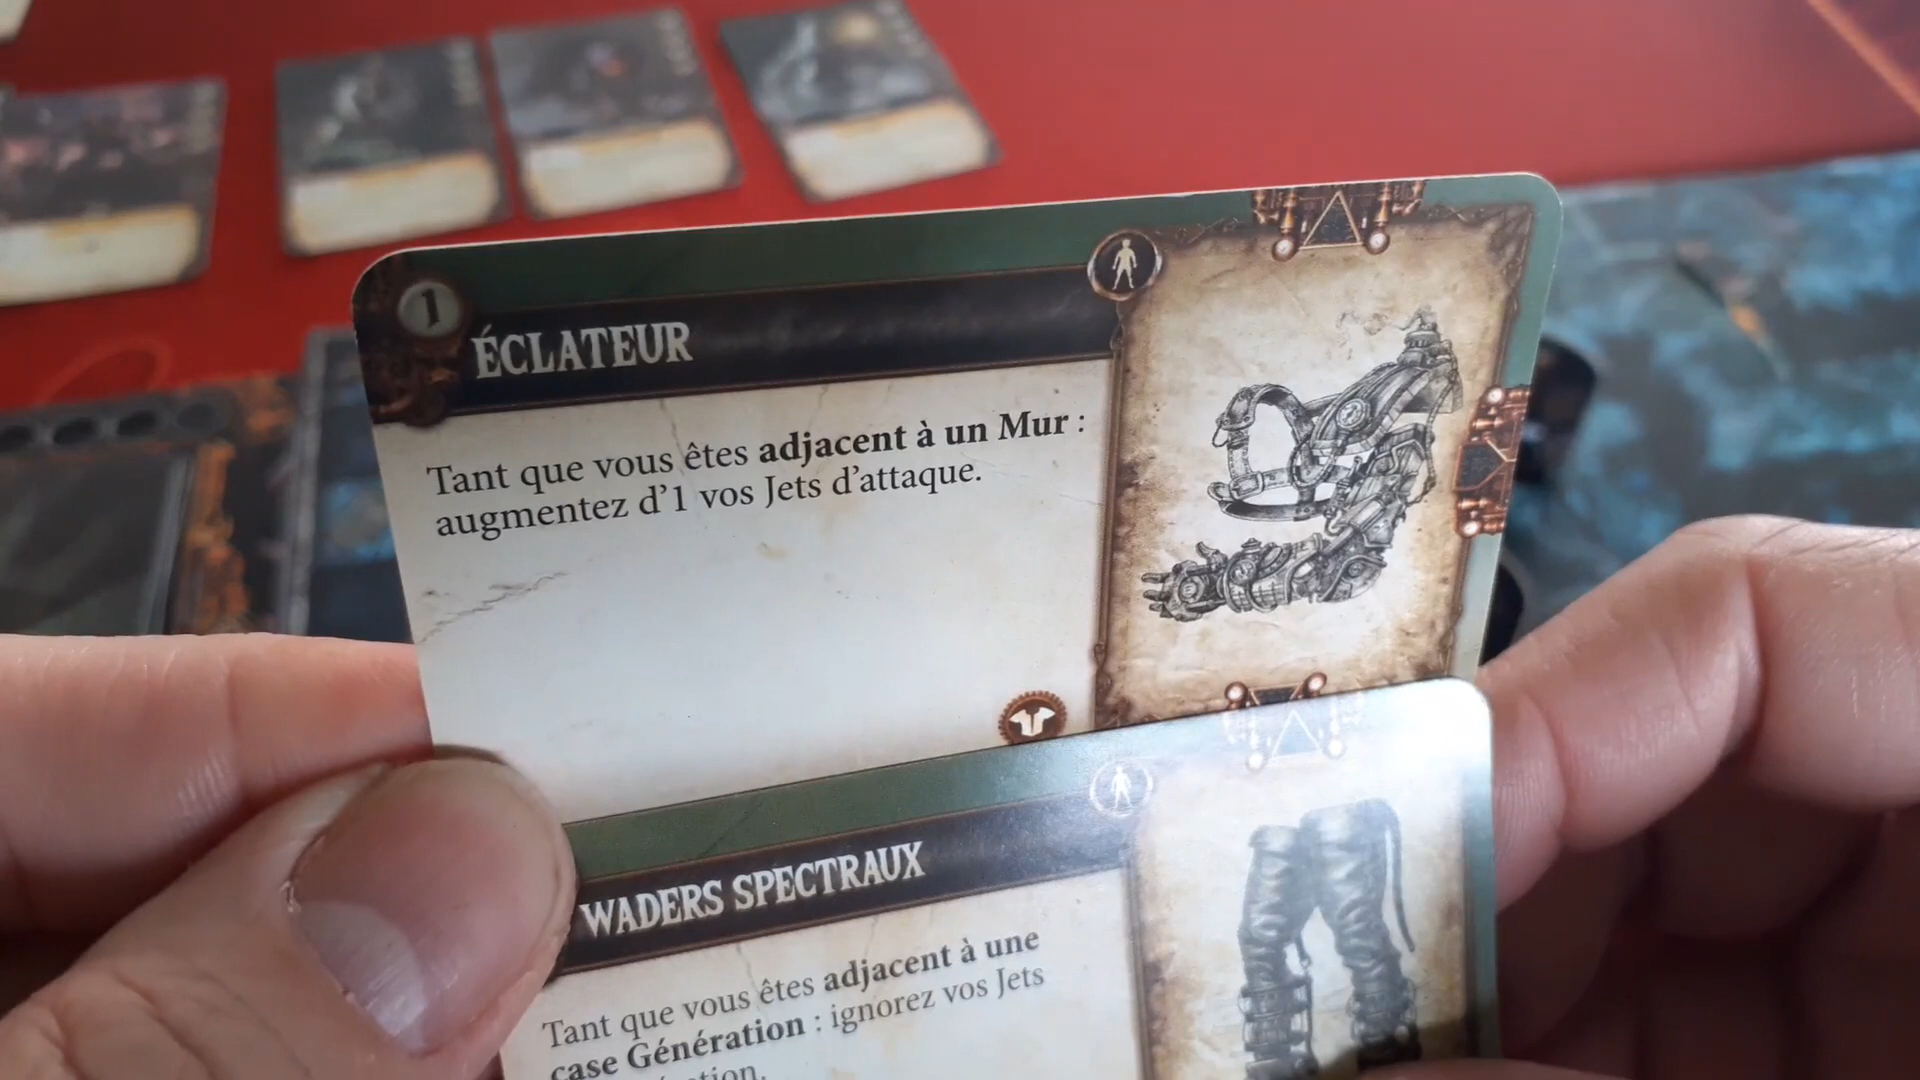 1
ÉCLATEUR
Tant que vous êtes adjacent à un Mur :
augmentez d'1 vos Jets d'attaque.
WADERS SPECTRAUX
Tant que vous êtes adjacent à une
case Génération : ignorez vos Jets